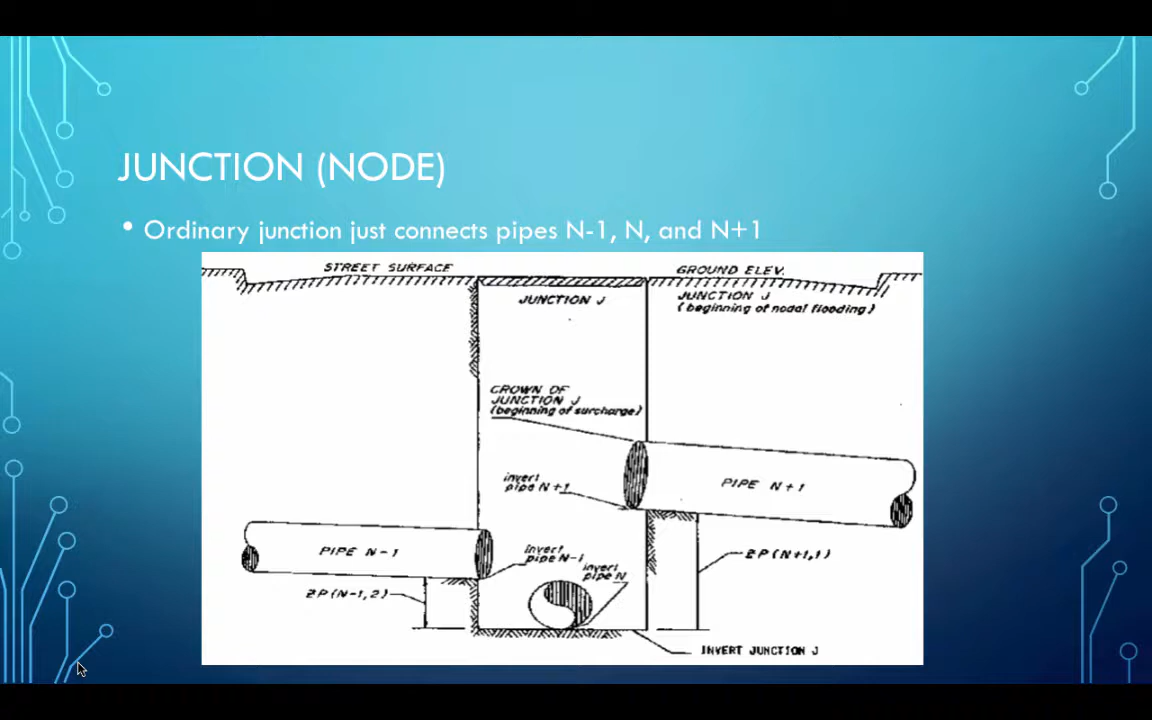 JUNCTION (NODE)
• Ordinary junction just connects pipes N-1, N, and N+1
STREET SURFACE
GROUND ELEV.
JUNCTION J
JUNCTION J
(beginning of nodal flooding)
CROWN OF
JUNCTION J
(beginning of surcharge)
invert
pipe N+1
PIPE N+1
PIPE N-1
invert
pipe N-1
invert
pipe N
ZP(N+1,1)
ZP(N-1,2)
INVERT JUNCTION J